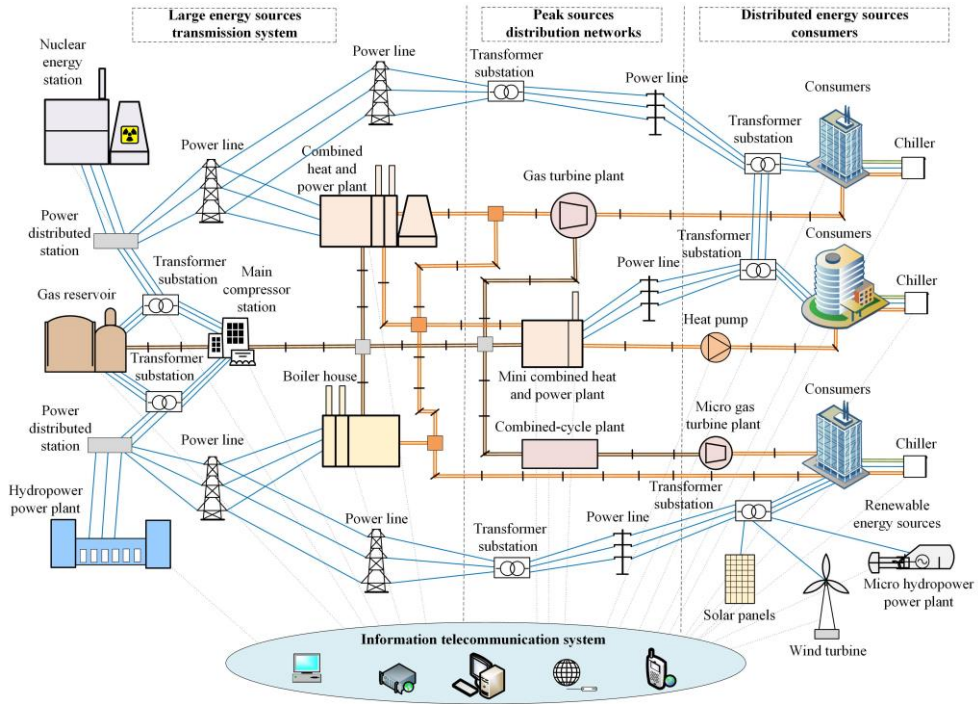 Large energy sources
transmission system
Peak sources
distribution networks
Distributed energy sources
consumers
Nuclear
energy
station
Power line
Transformer
substation
Power line
Consumers
Transformer
substation
Chiller
Power line
Combined
heat and
power plant
Gas turbine plant
Power
distributed
station
Transformer
substation
Main
compressor
station
Gas reservoir
Transformer
substation
Power line
Transformer
substation
Consumers
Chiller
Heat pump
Boiler house
Mini combined heat
and power plant
Micro gas
turbine plant
Consumers
Combined-cycle plant
Power
distributed
station
Power line
Chiller
Transformer
substation
Hydropower
power plant
Power line
Transformer
substation
Power line
Renewable
energy sources
Solar panels
Micro hydropower
power plant
Wind turbine
Information telecommunication system